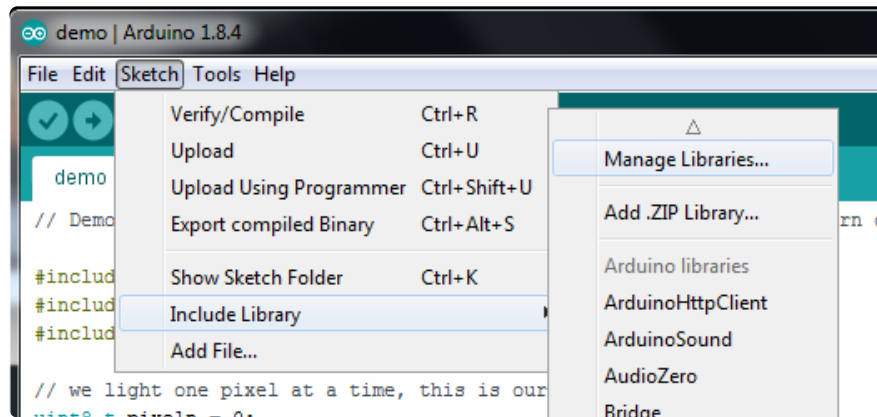 demo | Arduino 1.8.4
File Edit Sketch Tools Help
Verify/Compile Ctrl+R
Upload Ctrl+U
Upload Using Programmer Ctrl+Shift+U
Export compiled Binary Ctrl+Alt+S
Show Sketch Folder Ctrl+K
Include Library
Add File...
Manage Libraries...
Add .ZIP Library...
Arduino libraries
ArduinoHttpClient
ArduinoSound
AudioZero
Bridge
demo
// Demo
rn
#includ
#includ
#includ
// we light one pixel at a time, this is our
uint8_t pixeln = 0;